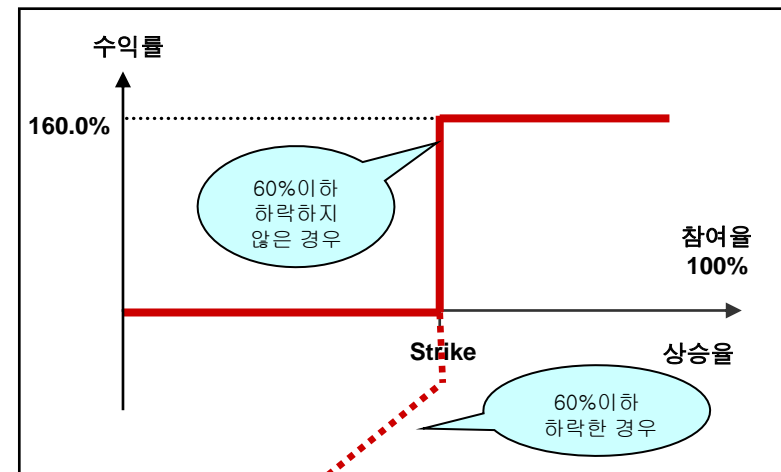 수익률
160.0%
60%이하
하락하지
않은 경우
참여율
100%
Strike
상승율
60%이하
하락한 경우